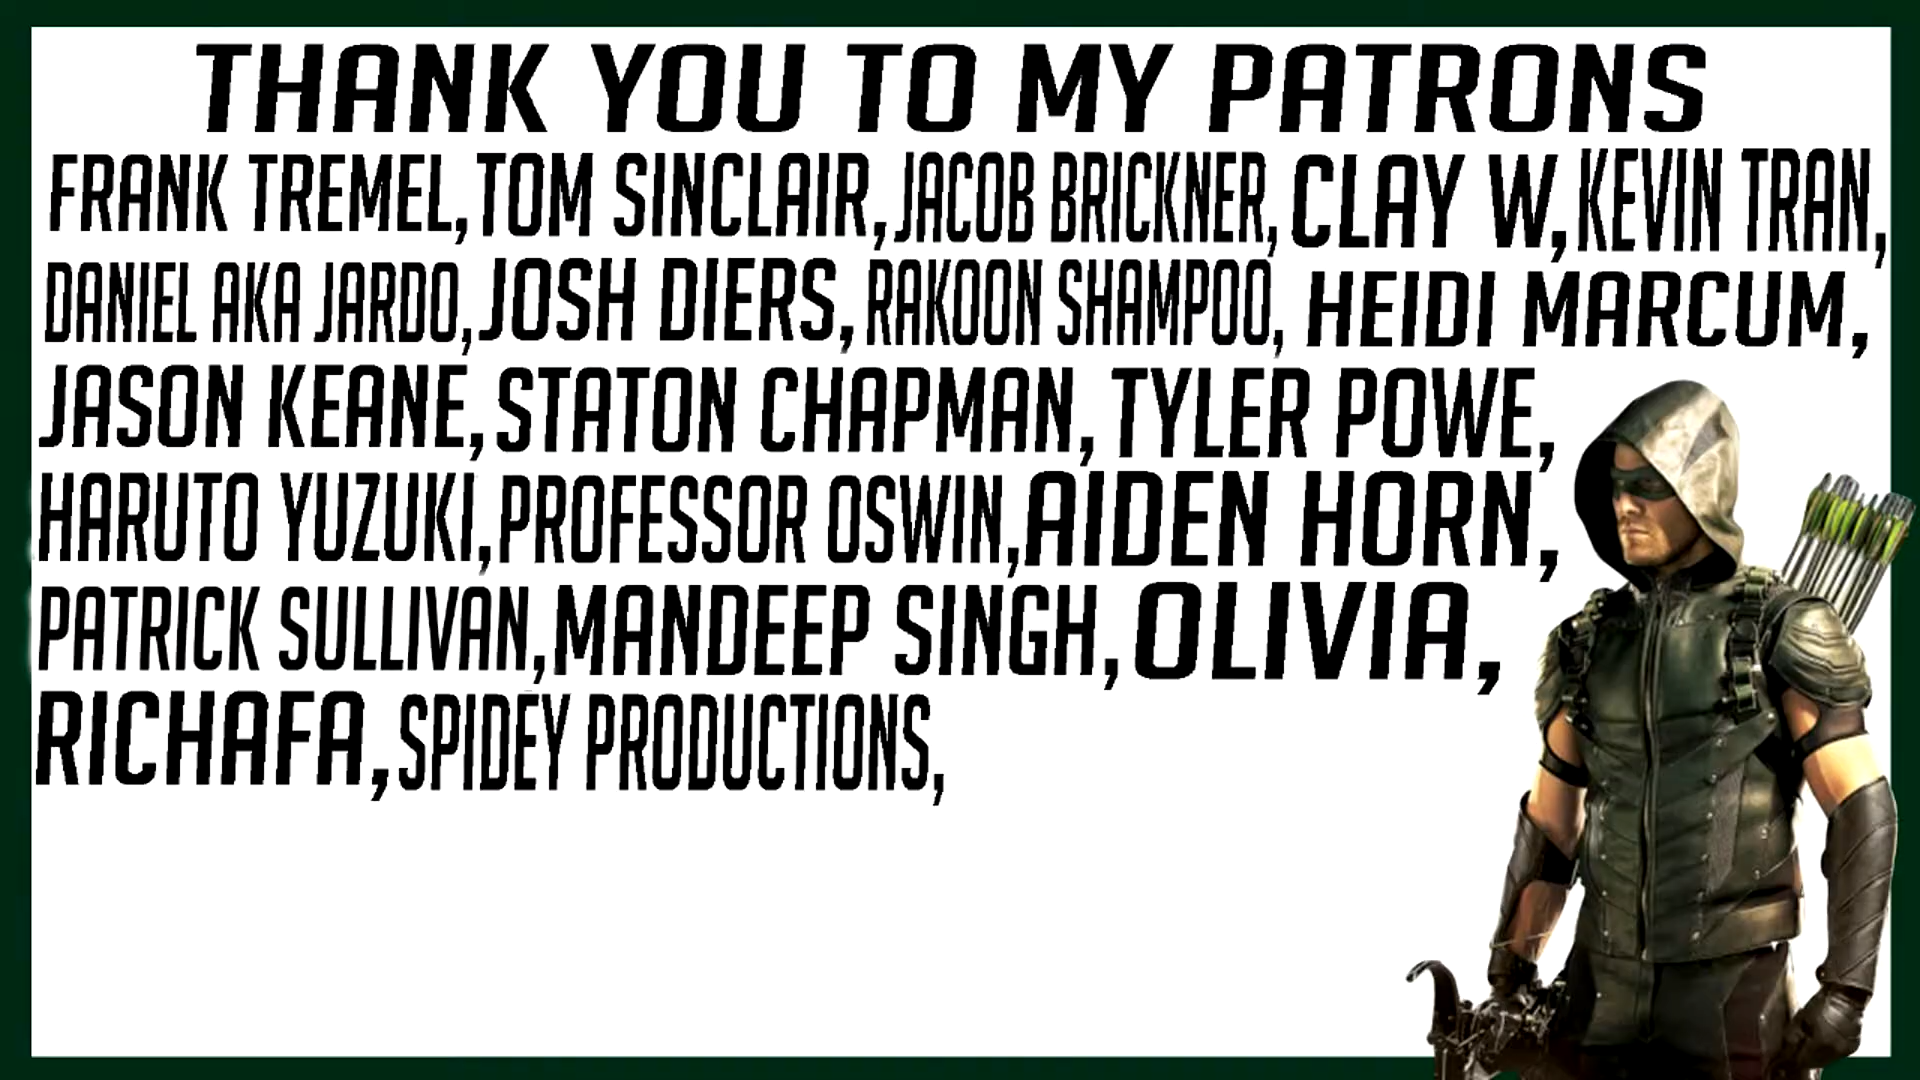 THANK YOU TO MY PATRONS
FRANK TREMEL, TOM SINCLAIR, JACOB BRICKNER, CLAY W, KEVIN TRAN,
DANIEL AKA JARDO, JOSH DIERS, RAKOON SHAMPOO, HEIDI MARCUM,
JASON KEANE, STATON CHAPMAN, TYLER POWE,
HARUTO YUZUKI, PROFESSOR OSWIN, AIDEN HORN,
PATRICK SULLIVAN, MANDEEP SINGH, OLIVIA,
RICHAFA, SPIDEY PRODUCTIONS,